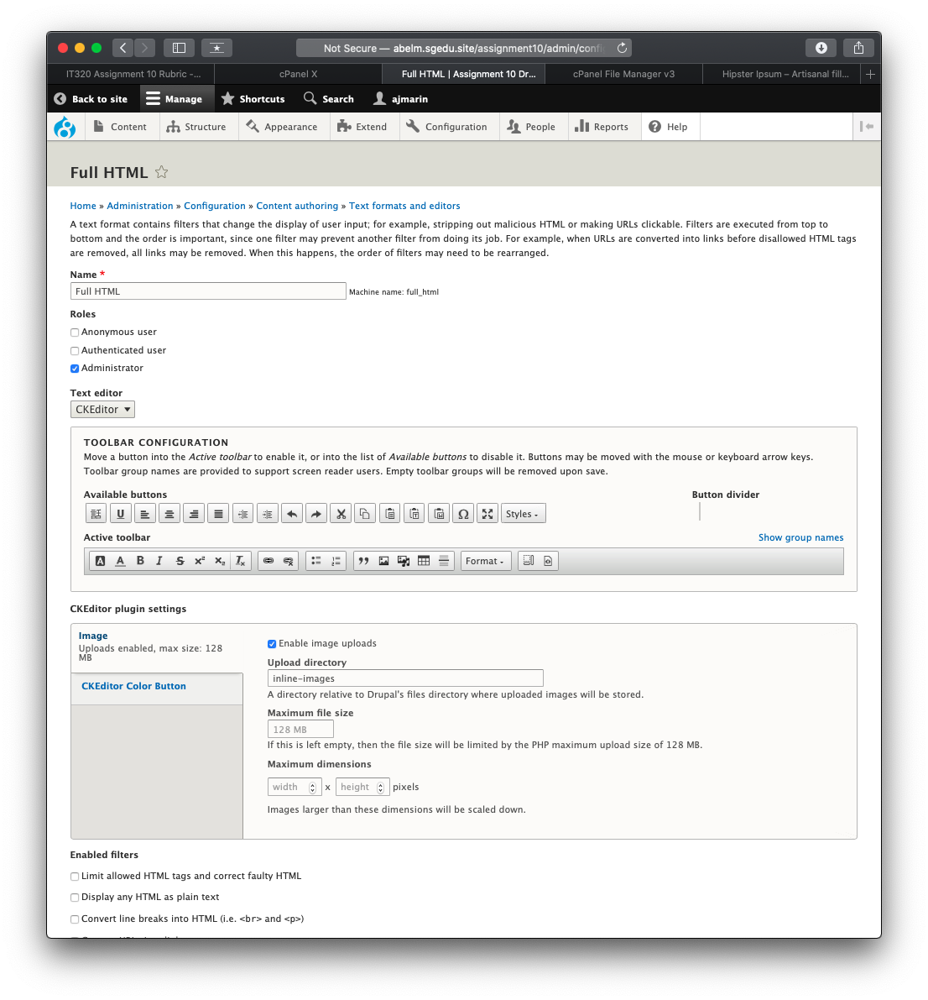 Not Secure — abelm.sgedu.site/assignment10/admin/confi
IT320 Assignment 10 Rubric -... cPanel X Full HTML | Assignment 10 Dr... cPanel File Manager v3 Hipster Ipsum – Artisanal fill...
Back to site Manage Shortcuts Search ajmarin
Content Structure Appearance Extend Configuration People Reports Help
Full HTML
Home » Administration » Configuration » Content authoring » Text formats and editors
A text format contains filters that change the display of user input; for example, stripping out malicious HTML or making URLs clickable. Filters are executed from top to
bottom and the order is important, since one filter may prevent another filter from doing its job. For example, when URLs are converted into links before disallowed HTML tags
are removed, all links may be removed. When this happens, the order of filters may need to be rearranged.
Name *
Full HTML Machine name: full_html
Roles
Anonymous user
Authenticated user
Administrator
Text editor
CKEditor
TOOLBAR CONFIGURATION
Move a button into the Active toolbar to enable it, or into the list of Available buttons to disable it. Buttons may be moved with the mouse or keyboard arrow keys.
Toolbar group names are provided to support screen reader users. Empty toolbar groups will be removed upon save.
Available buttons Button divider
U Ω Styles
Active toolbar Show group names
A A B I S x² x₂ Tx Format
CKEditor plugin settings
Image
Uploads enabled, max size: 128
MB
CKEditor Color Button
Enable image uploads
Upload directory
inline-images
A directory relative to Drupal's files directory where uploaded images will be stored.
Maximum file size
128 MB
If this is left empty, then the file size will be limited by the PHP maximum upload size of 128 MB.
Maximum dimensions
width x height pixels
Images larger than these dimensions will be scaled down.
Enabled filters
Limit allowed HTML tags and correct faulty HTML
Display any HTML as plain text
Convert line breaks into HTML (i.e. <br> and <p>)